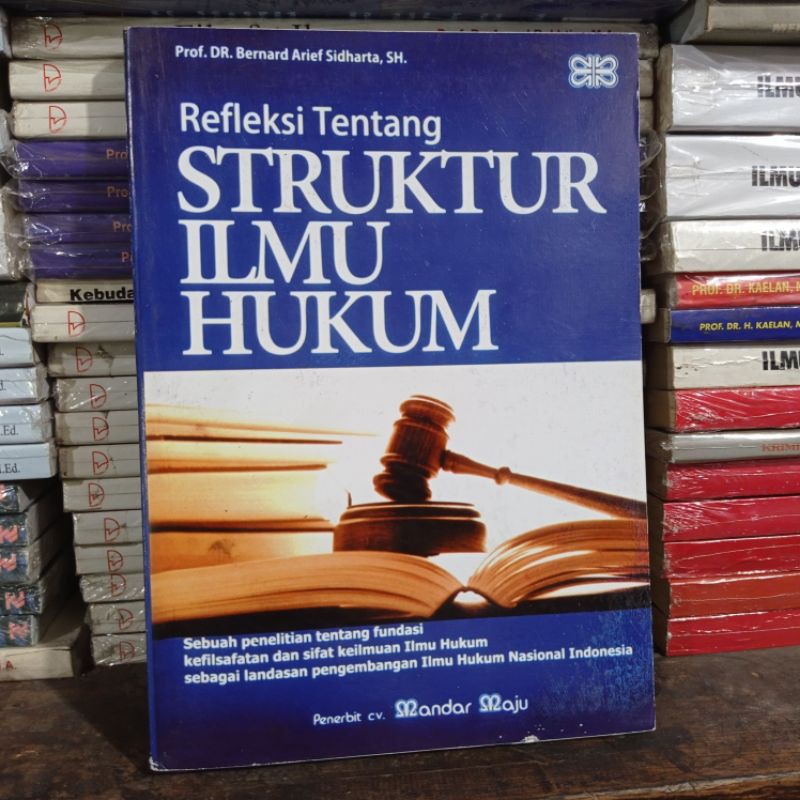 Prof. DR. Bernard Arief Sidharta, SH.
Refleksi Tentang
STRUKTUR
ILMU
HUKUM
Sebuah penelitian tentang fundasi
kefilsafatan dan sifat keilmuan Ilmu Hukum
sebagai landasan pengembangan Ilmu Hukum Nasional Indonesia
Penerbit CV. Mandar Maju
Kebuda
PROF. DR. KAELAN, M
PROF. DR. H. KAELAN, M
ILMU
ILMU
ILMU
ILMU